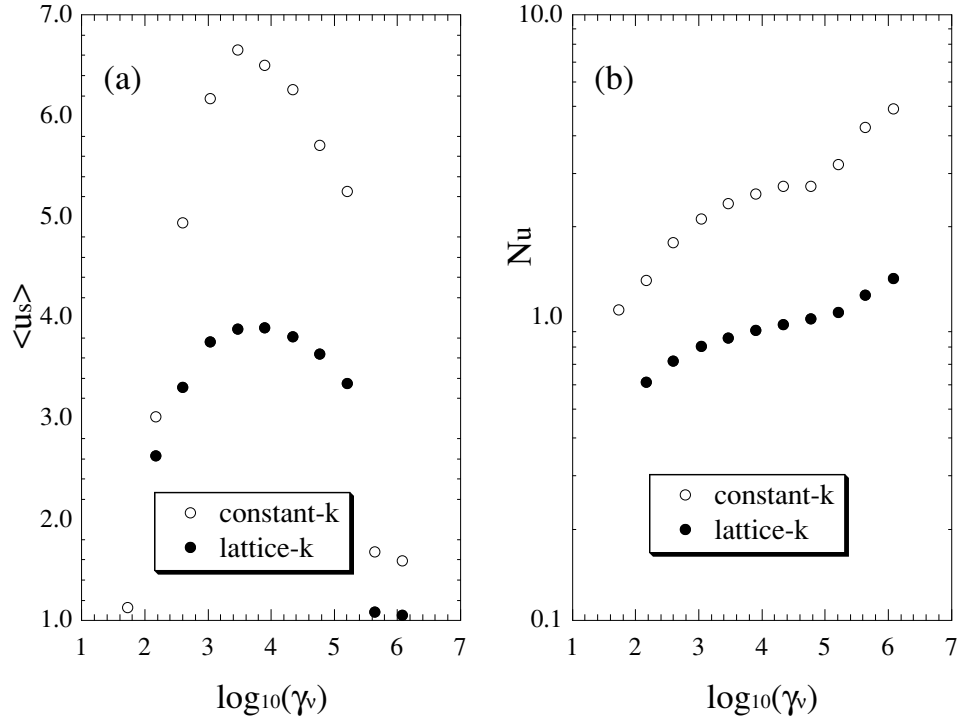 (a)
7.0
6.0
5.0
4.0
3.0
2.0
1.0
<us>
1 2 3 4 5 6 7
log10(γν)
constant-k
lattice-k
(b)
10.0
1.0
0.1
Nu
1 2 3 4 5 6 7
log10(γν)
constant-k
lattice-k